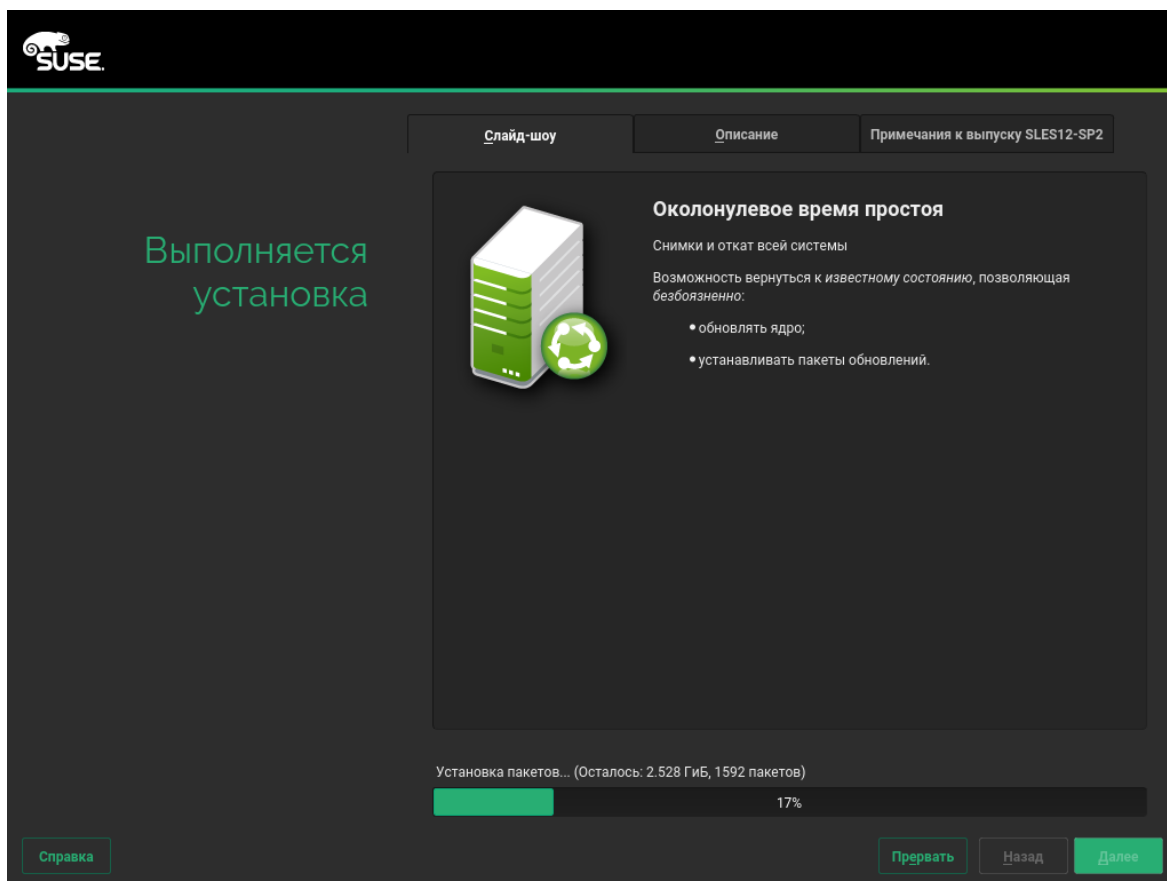 SUSE.
Слайд-шоу
Описание
Примечания к выпуску SLES12-SP2
Выполняется
установка
Околонулевое время простоя
Снимки и откат всей системы
Возможность вернуться к известному состоянию, позволяющая
безбоязненно:
• обновлять ядро;
• устанавливать пакеты обновлений.
Установка пакетов... (Осталось: 2.528 ГиБ, 1592 пакетов)
17%
Справка
Прервать
Назад
Далее